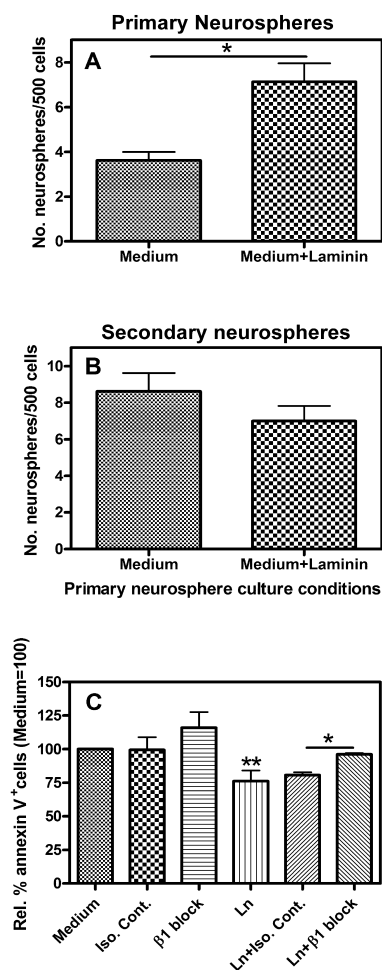 Primary Neurospheres
A
*
No. neurospheres/500 cells
8
6
4
2
0
Medium
Medium+Laminin
Secondary neurospheres
B
No. neurospheres/500 cells
10
8
6
4
2
0
Medium
Medium+Laminin
Primary neurosphere culture conditions
C
Rel. % annexin V+cells (Medium=100)
150
125
100
75
50
25
0
**
*
Medium
Iso. Cont.
β1 block
Ln
Ln+Iso. Cont.
Ln+β1 block